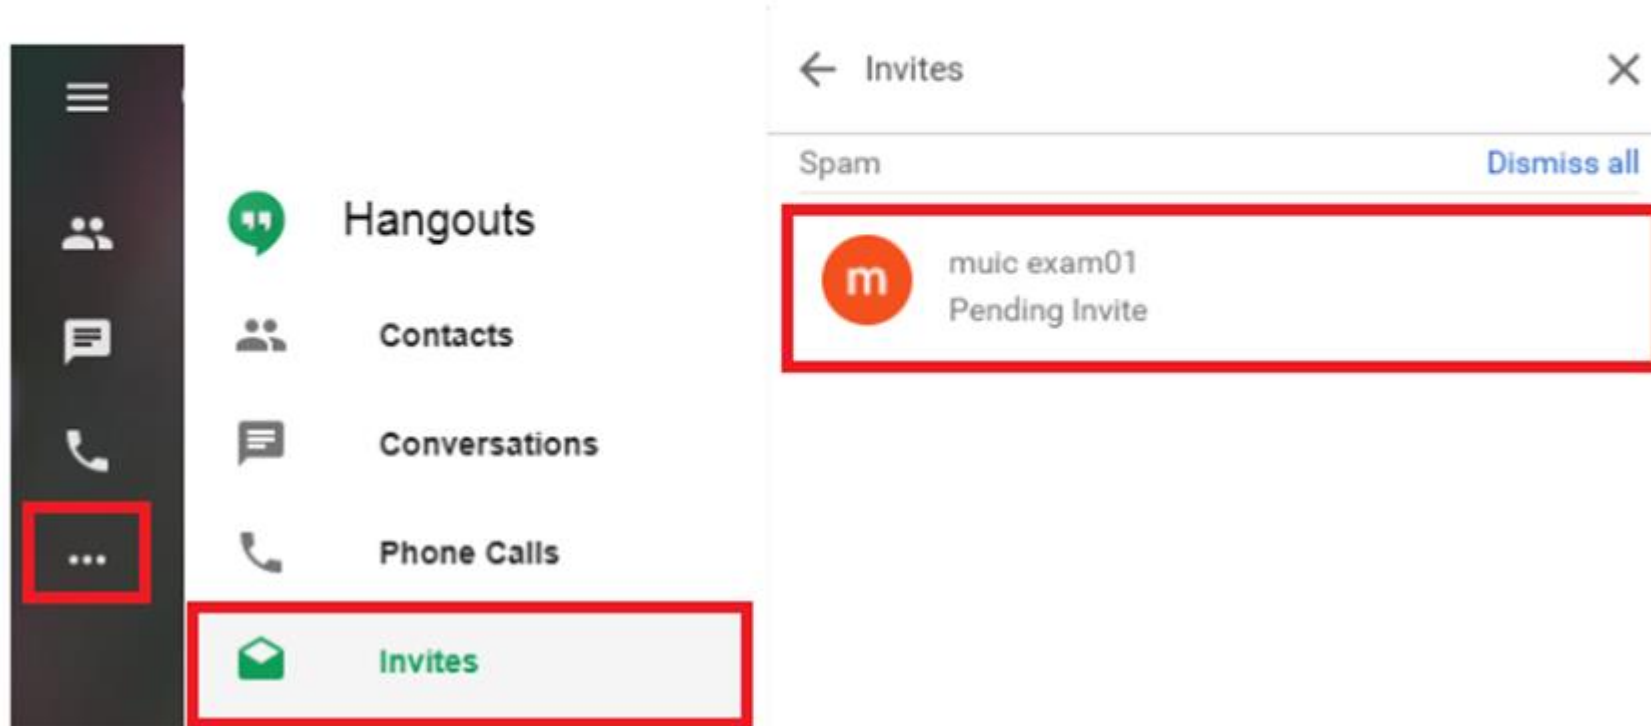 Hangouts
Contacts
Conversations
Phone Calls
Invites
Invites
Spam Dismiss all
m
muic exam01
Pending Invite